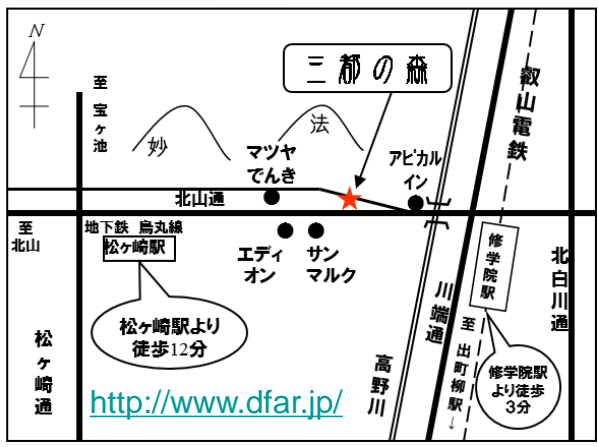 N
三都の森
至
宝
ヶ
池
妙
法
マツヤ
でんき
アピカル
イン
叡山電鉄
北山通
至
北山
地下鉄 烏丸線
松ヶ崎駅
エディ
オン
サン
マルク
修学院駅
北白川通
川端通
松ヶ崎駅より
徒歩12分
松ヶ崎通
高野川
至 出町柳駅→
修学院駅
より徒歩
3分
http://www.dfar.jp/